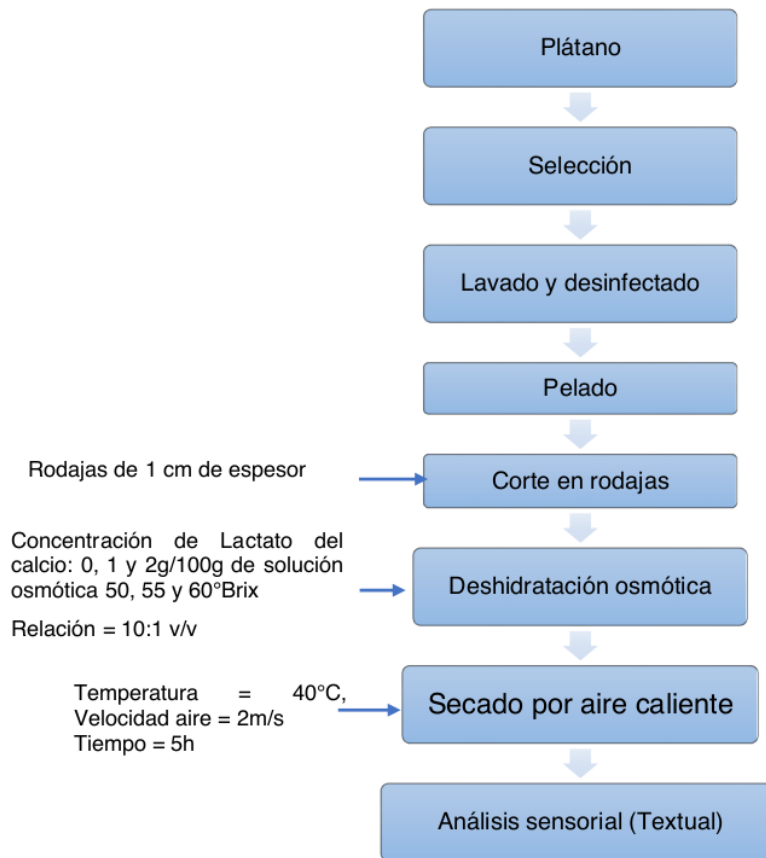 Plátano
Selección
Lavado y desinfectado
Pelado
Rodajas de 1 cm de espesor
Corte en rodajas
Concentración de Lactato del
calcio: 0, 1 y 2g/100g de solución
osmótica 50, 55 y 60°Brix
Relación = 10:1 v/v
Deshidratación osmótica
Temperatura = 40°C,
Velocidad aire = 2m/s
Tiempo = 5h
Secado por aire caliente
Análisis sensorial (Textual)